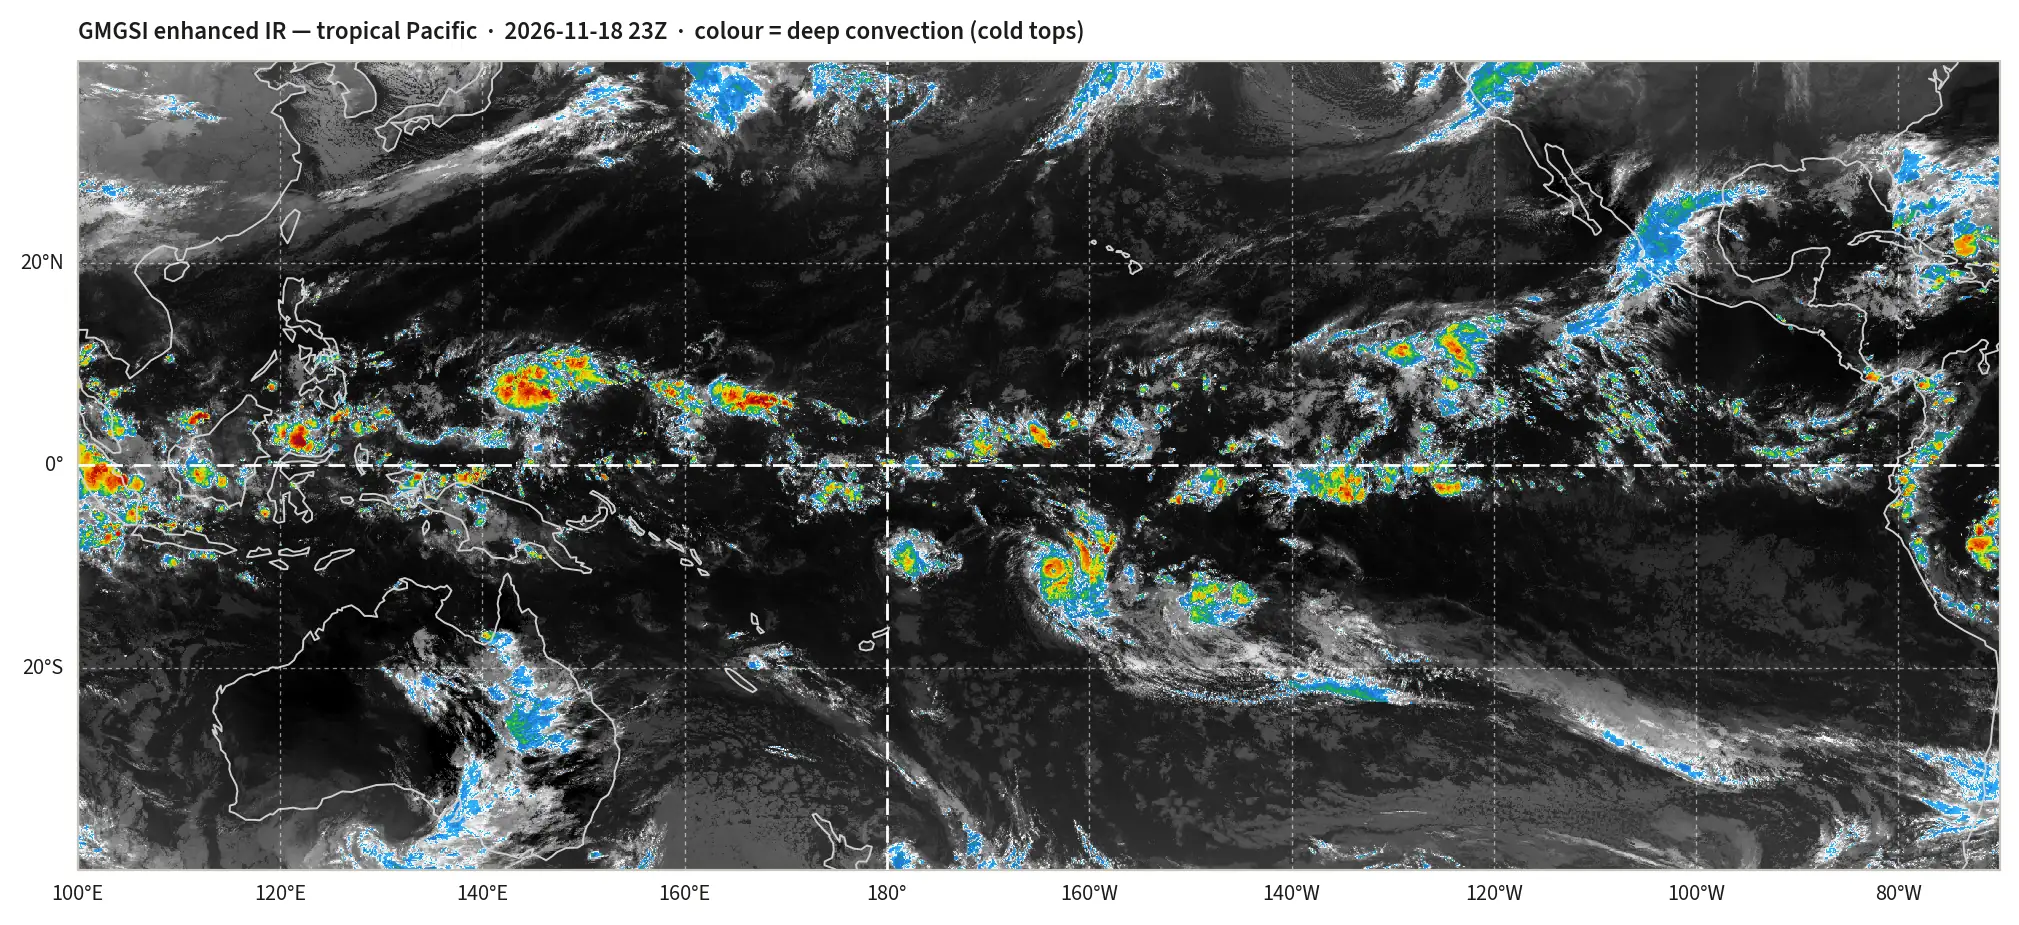 GMGSI enhanced IR — tropical Pacific · 2026-11-18 23Z · colour = deep convection (cold tops)
20°N
0°
20°S
100°E 120°E 140°E 160°E 180° 160°W 140°W 120°W 100°W 80°W